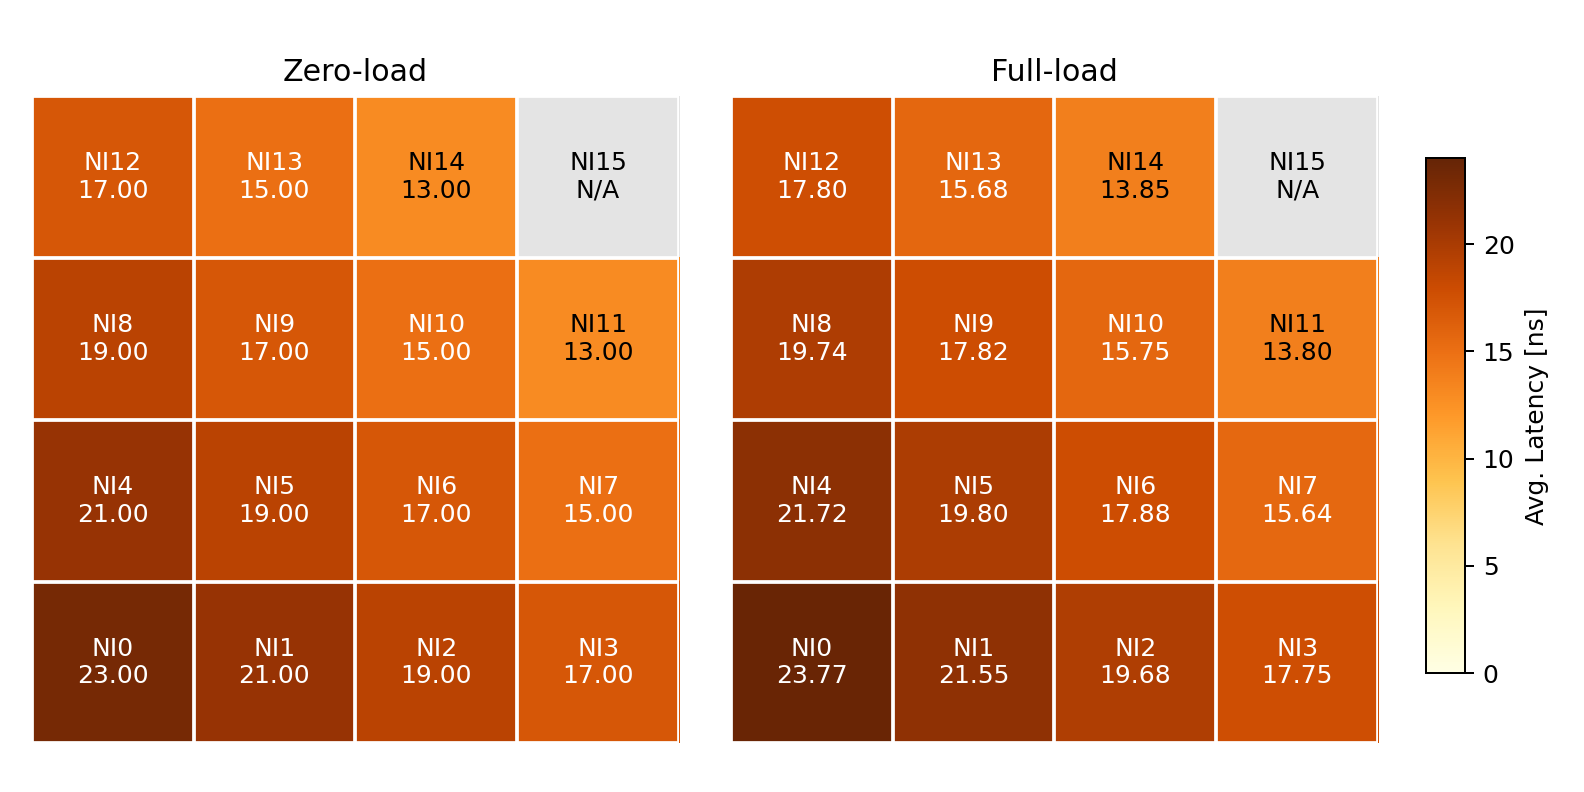 Zero-load
NI12
17.00
NI13
15.00
NI14
13.00
NI15
N/A
NI8
19.00
NI9
17.00
NI10
15.00
NI11
13.00
NI4
21.00
NI5
19.00
NI6
17.00
NI7
15.00
NI0
23.00
NI1
21.00
NI2
19.00
NI3
17.00
Full-load
NI12
17.80
NI13
15.68
NI14
13.85
NI15
N/A
NI8
19.74
NI9
17.82
NI10
15.75
NI11
13.80
NI4
21.72
NI5
19.80
NI6
17.88
NI7
15.64
NI0
23.77
NI1
21.55
NI2
19.68
NI3
17.75
20
15
10
5
0
Avg. Latency [ns]